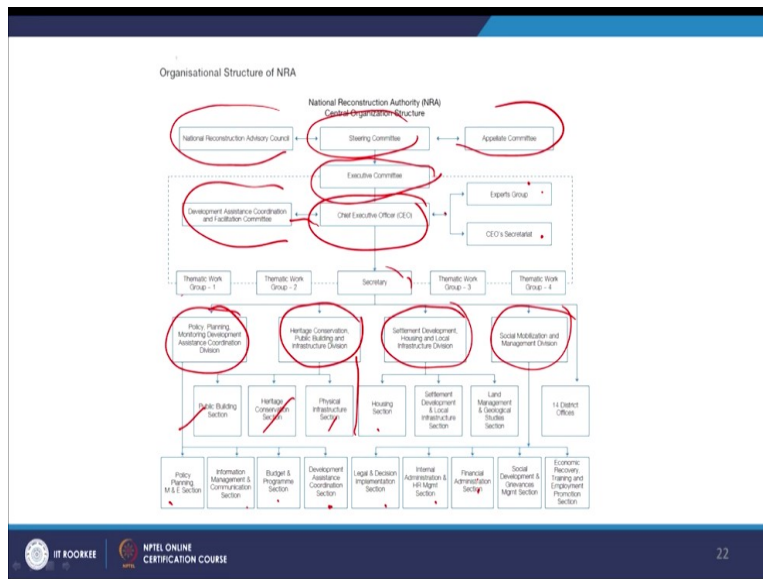 Organisational Structure of NRA
National Reconstruction Authority (NRA)
Central Organization Structure
National Reconstruction Advisory Council
Steering Committee
Appellate Committee
Executive Committee
Experts Group
Development Assistance Coordination
and Facilitation Committee
Chief Executive Officer (CEO)
CEO's Secretariat
Thematic Work
Group - 1
Thematic Work
Group - 2
Secretary
Thematic Work
Group - 3
Thematic Work
Group - 4
Policy, Planning,
Monitoring Development
Assistance Coordination
Division
Heritage Conservation,
Public Building and
Infrastructure Division
Settlement Development,
Housing and Local
Infrastructure Division
Social Mobilization and
Management Division
Public Building
Section
Heritage
Conservation
Section
Physical
Infrastructure
Section
Housing
Section
Settlement
Development
& Local
Infrastructure
Section
Land
Management
& Geological
Studies
Section
14 District
Offices
Policy
Planning
M & E Section
Information
Management &
Communication
Section
Budget &
Programme
Section
Development
Assistance
Coordination
Section
Legal & Decision
Implementation
Section
Internal
Administration &
HR Mgmt
Section
Financial
Administration
Section
Social
Development &
Grievances
Mgmt Section
Economic
Recovery,
Training and
Employment
Promotion
Section
IIT ROORKEE
NPTEL ONLINE
CERTIFICATION COURSE
22